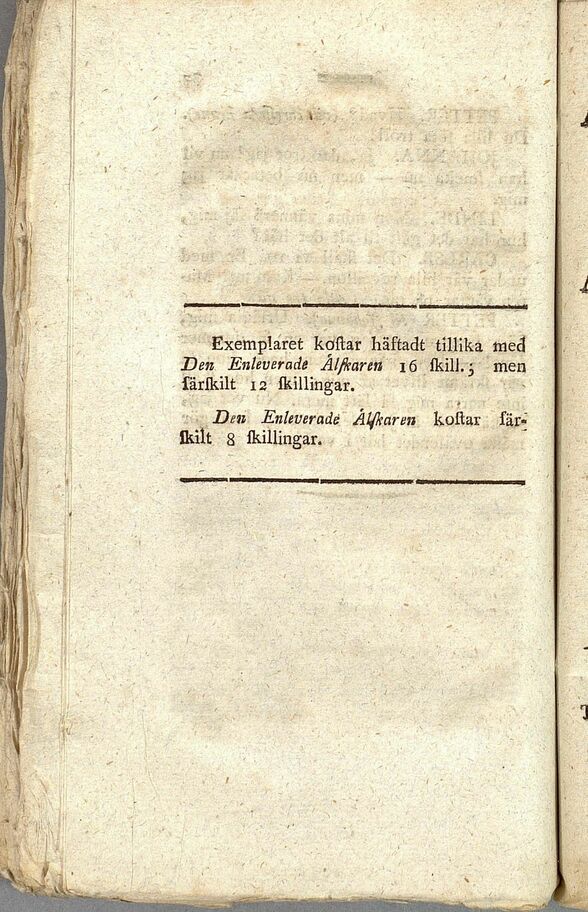 Exemplaret koſtar häftadt tillika med
Den Enleverade Älſkaren 16 ſkill.; men
ſärſkilt 12 ſkillingar.
Den Enleverade Älſkaren koſtar ſär-
ſkilt 8 ſkillingar.